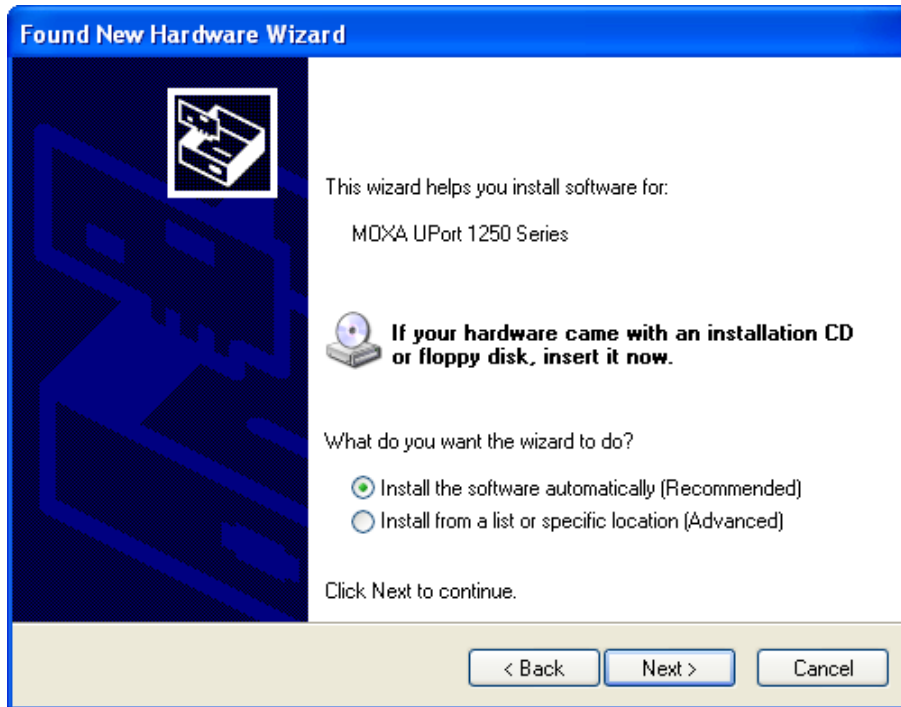 Found New Hardware Wizard
This wizard helps you install software for:
MOXA UPort 1250 Series
If your hardware came with an installation CD
or floppy disk, insert it now.
What do you want the wizard to do?
Install the software automatically (Recommended)
Install from a list or specific location (Advanced)
Click Next to continue.
< Back Next > Cancel